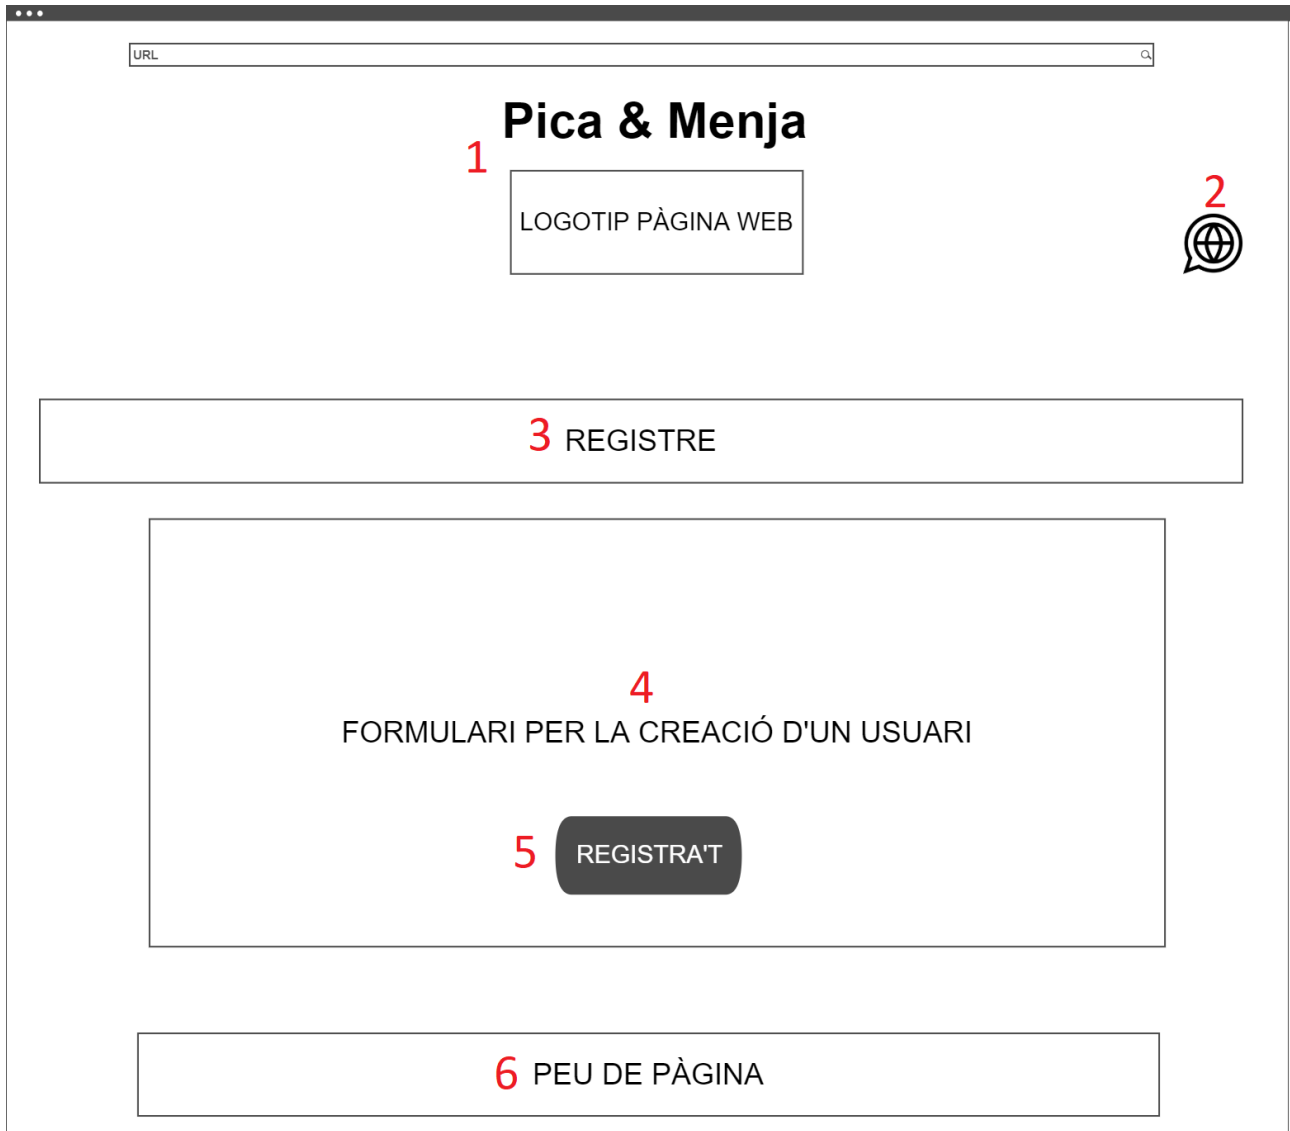 URL
Pica & Menja
1
LOGOTIP PÀGINA WEB
2
3 REGISTRE
4
FORMULARI PER LA CREACIÓ D'UN USUARI
5 REGISTRA'T
6 PEU DE PÀGINA